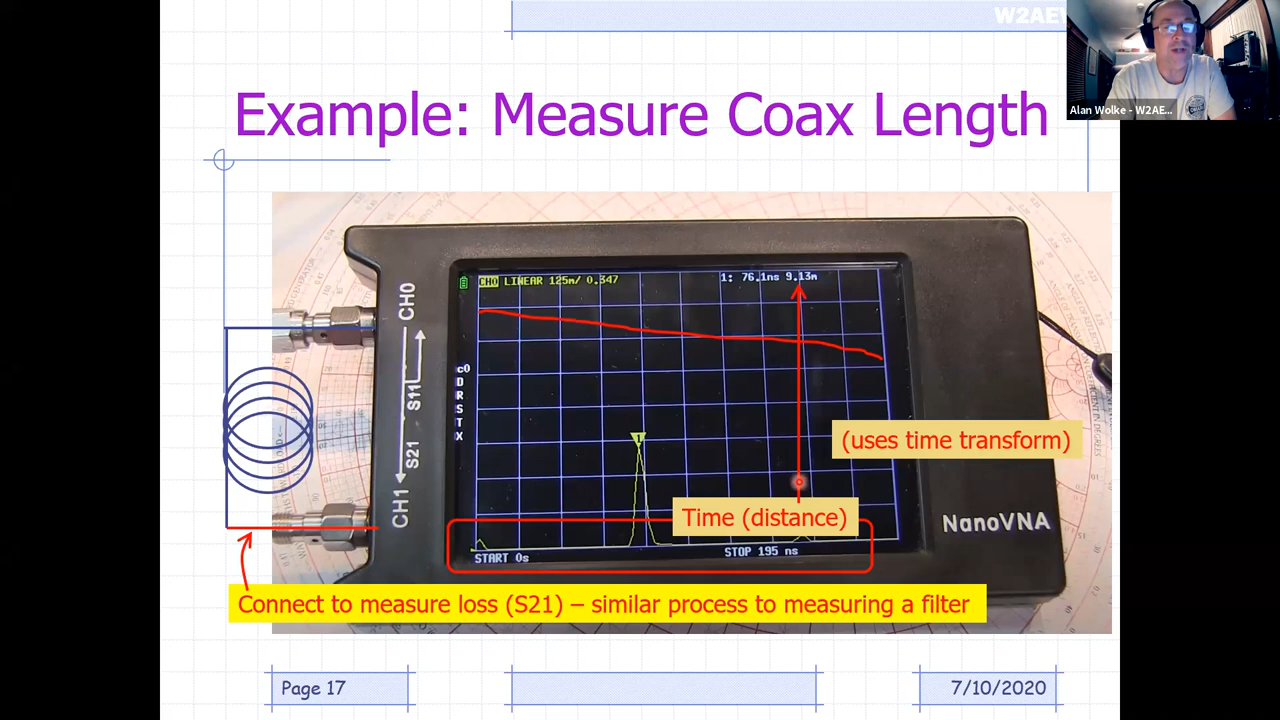 W2AEW
Alan Wolke - W2AE...
Example: Measure Coax Length
CH0 LINEAR 125m/ 0.347
1: 76.1ns 9.13m
CH0
S11
S21
CH1
c0
D
R
S
T
X
1
(uses time transform)
Time (distance)
NanoVNA
START 0s
STOP 195 ns
Connect to measure loss (S21) – similar process to measuring a filter
Page 17
7/10/2020